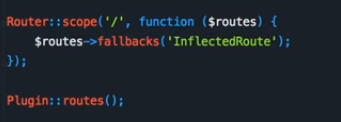 Router::scope('/', function ($routes) {
    $routes->fallbacks('InflectedRoute');
});
Plugin::routes();